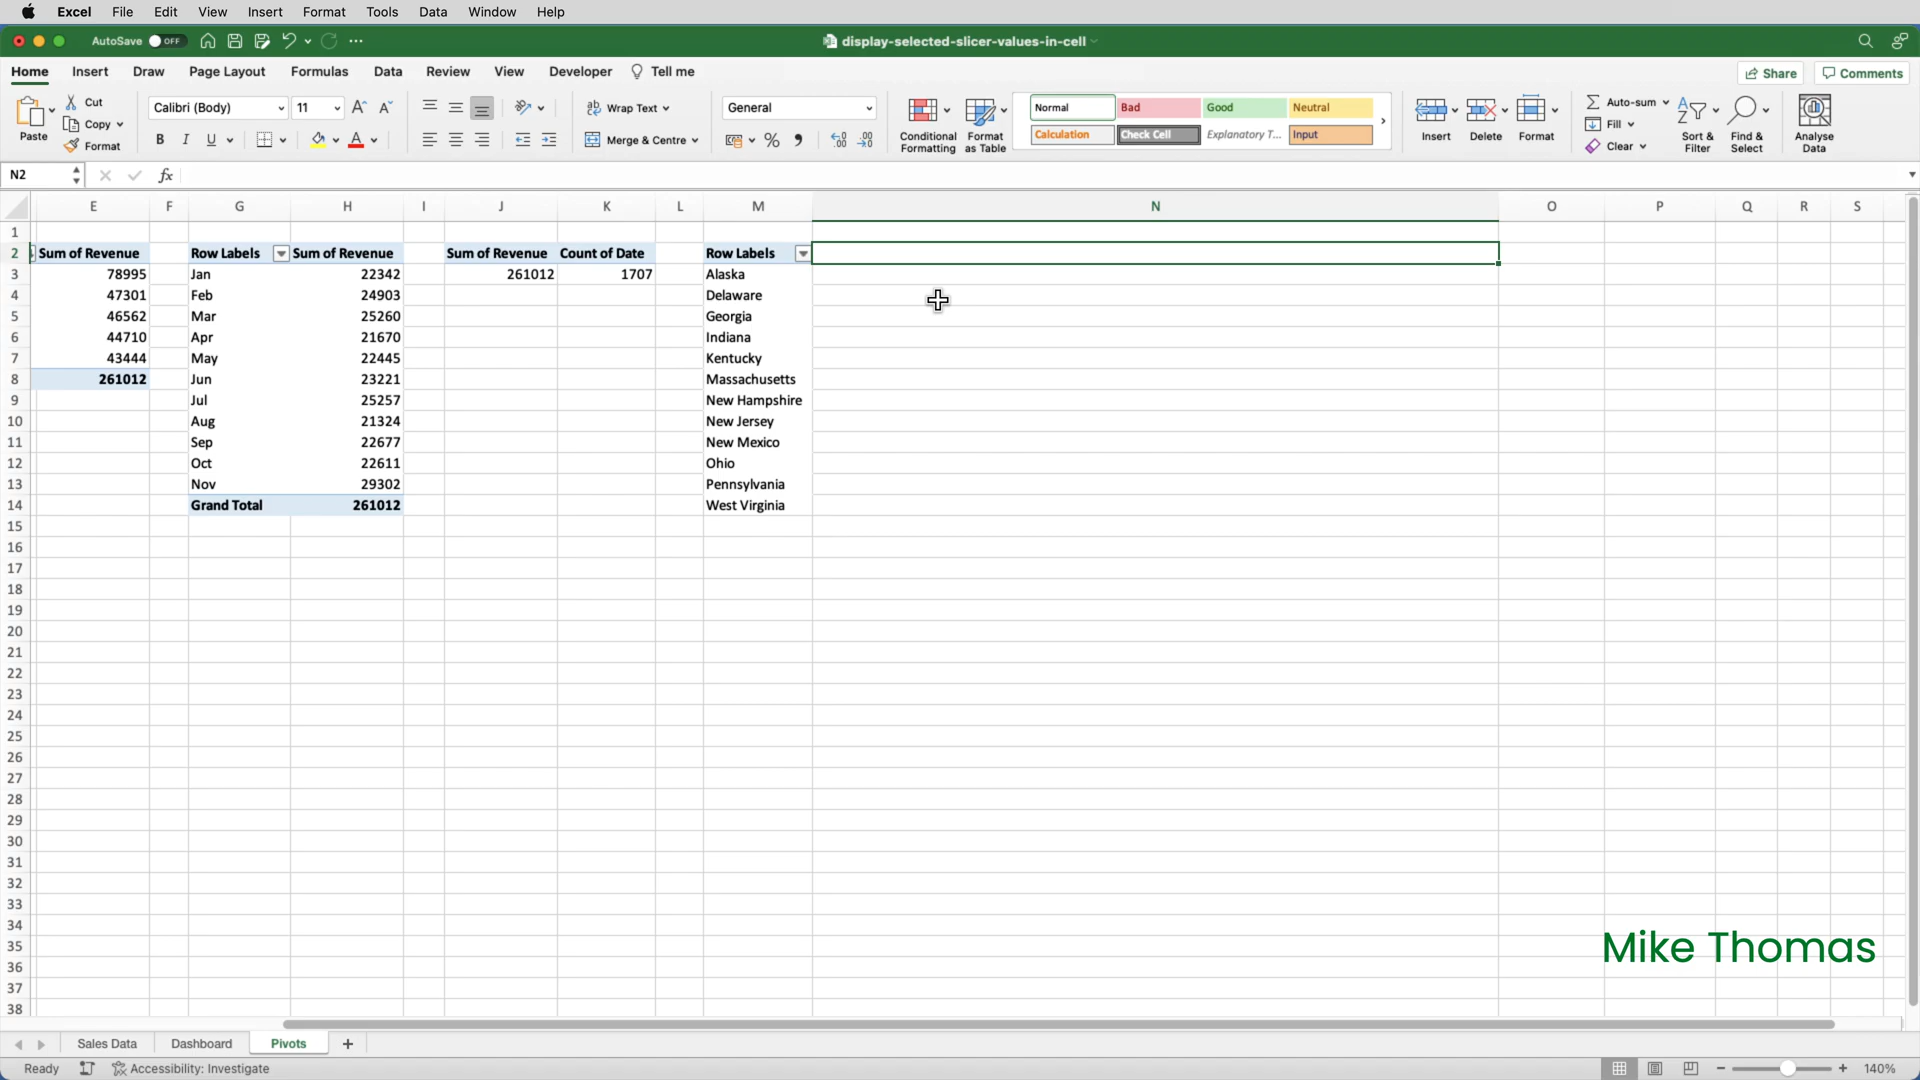 Excel File Edit View Insert Format Tools Data Window Help
AutoSave OFF display-selected-slicer-values-in-cell
Home Insert Draw Page Layout Formulas Data Review View Developer Tell me Share Comments
Paste Cut Copy Format
Calibri (Body) 11
B I U
Wrap Text
Merge & Centre
General
Conditional Formatting
Format as Table
Normal Bad Good Neutral
Calculation Check Cell Explanatory T... Input
Insert Delete Format
Auto-sum
Fill
Clear
Sort & Filter
Find & Select
Analyse Data
N2 fx
E F G H I J K L M N O P Q R S
1
2 Sum of Revenue Row Labels Sum of Revenue Sum of Revenue Count of Date Row Labels
3 78995 Jan 22342 261012 1707 Alaska
4 47301 Feb 24903 Delaware
5 46562 Mar 25260 Georgia
6 44710 Apr 21670 Indiana
7 43444 May 22445 Kentucky
8 261012 Jun 23221 Massachusetts
9 Jul 25257 New Hampshire
10 Aug 21324 New Jersey
11 Sep 22677 New Mexico
12 Oct 22611 Ohio
13 Nov 29302 Pennsylvania
14 Grand Total 261012 West Virginia
15
16
17
18
19
20
21
22
23
24
25
26
27
28
29
30
31
32
33
34
35
36
37
38
Mike Thomas
Sales Data Dashboard Pivots +
Ready Accessibility: Investigate 140%